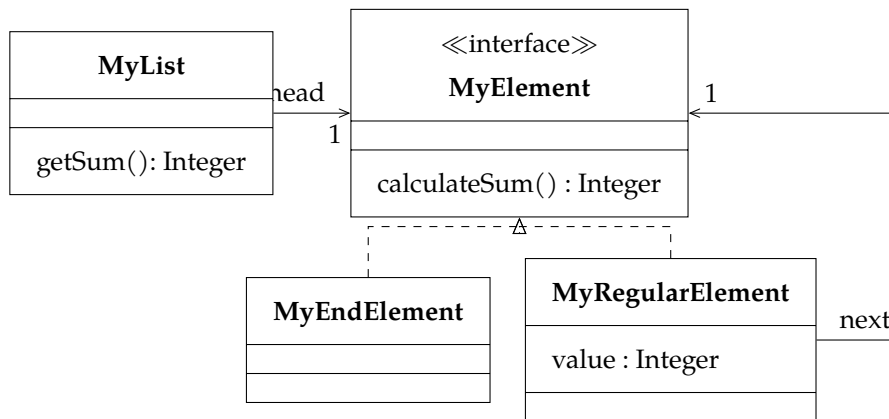 MyList
getSum(): Integer
head
1
≪interface≫
MyElement
calculateSum() : Integer
1
MyEndElement
MyRegularElement
value : Integer
next